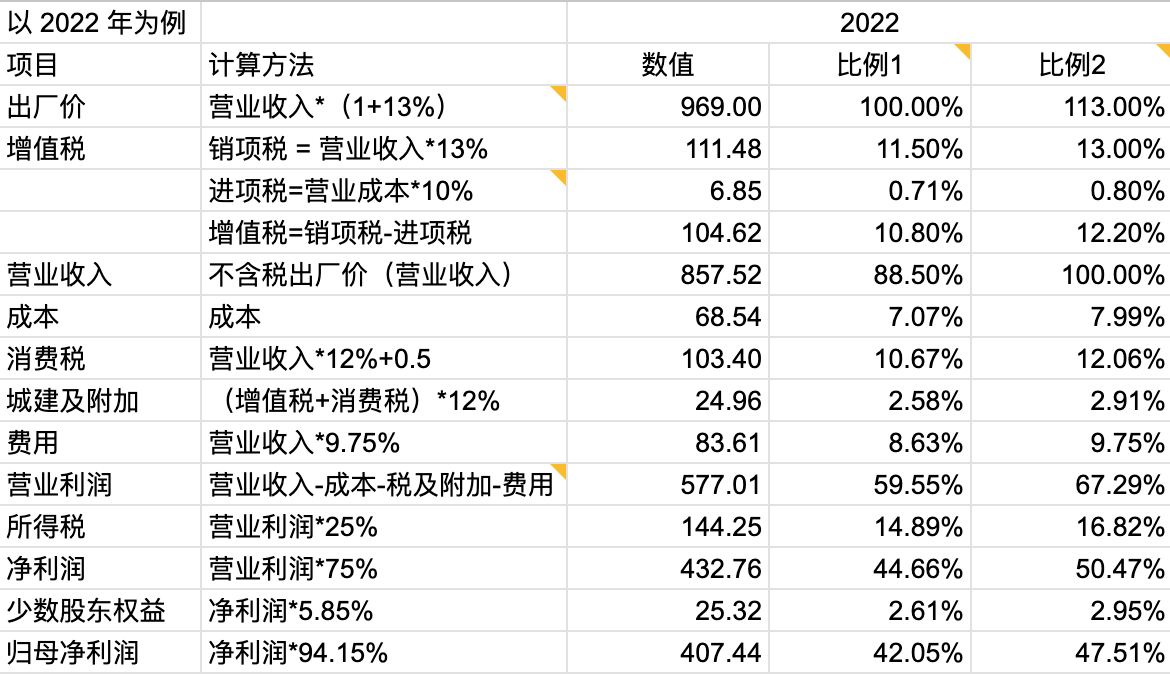 以 2022 年为例 2022
项目 计算方法 数值 比例1 比例2
出厂价 营业收入*（1+13%） 969.00 100.00% 113.00%
增值税 销项税 = 营业收入*13% 111.48 11.50% 13.00%
进项税=营业成本*10% 6.85 0.71% 0.80%
增值税=销项税-进项税 104.62 10.80% 12.20%
营业收入 不含税出厂价（营业收入） 857.52 88.50% 100.00%
成本 成本 68.54 7.07% 7.99%
消费税 营业收入*12%+0.5 103.40 10.67% 12.06%
城建及附加 （增值税+消费税）*12% 24.96 2.58% 2.91%
费用 营业收入*9.75% 83.61 8.63% 9.75%
营业利润 营业收入-成本-税及附加-费用 577.01 59.55% 67.29%
所得税 营业利润*25% 144.25 14.89% 16.82%
净利润 营业利润*75% 432.76 44.66% 50.47%
少数股东权益 净利润*5.85% 25.32 2.61% 2.95%
归母净利润 净利润*94.15% 407.44 42.05% 47.51%